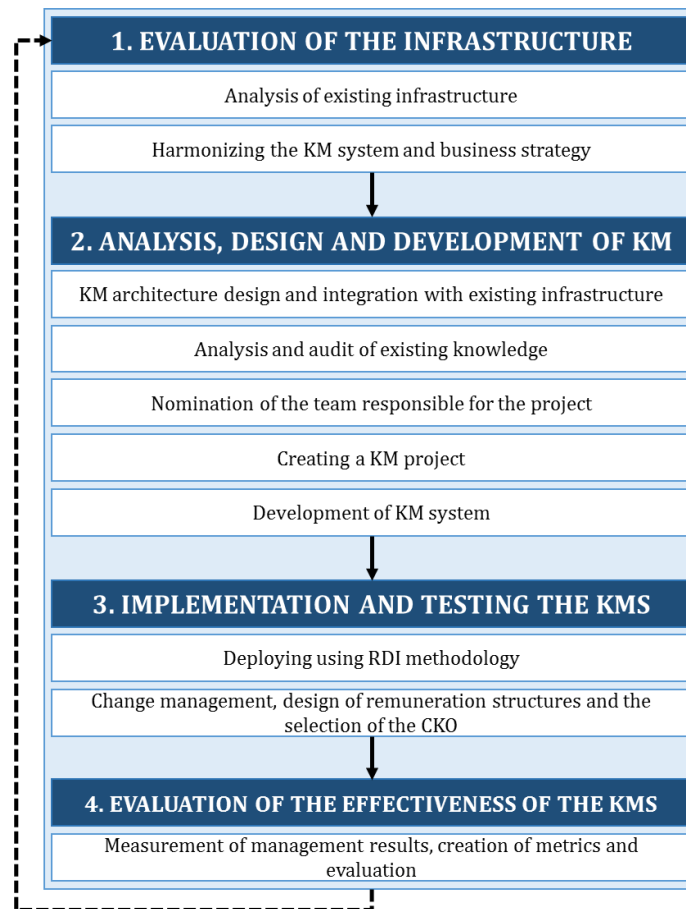 1. EVALUATION OF THE INFRASTRUCTURE
Analysis of existing infrastructure
Harmonizing the KM system and business strategy
2. ANALYSIS, DESIGN AND DEVELOPMENT OF KM
KM architecture design and integration with existing infrastructure
Analysis and audit of existing knowledge
Nomination of the team responsible for the project
Creating a KM project
Development of KM system
3. IMPLEMENTATION AND TESTING THE KMS
Deploying using RDI methodology
Change management, design of remuneration structures and the
selection of the CKO
4. EVALUATION OF THE EFFECTIVENESS OF THE KMS
Measurement of management results, creation of metrics and
evaluation